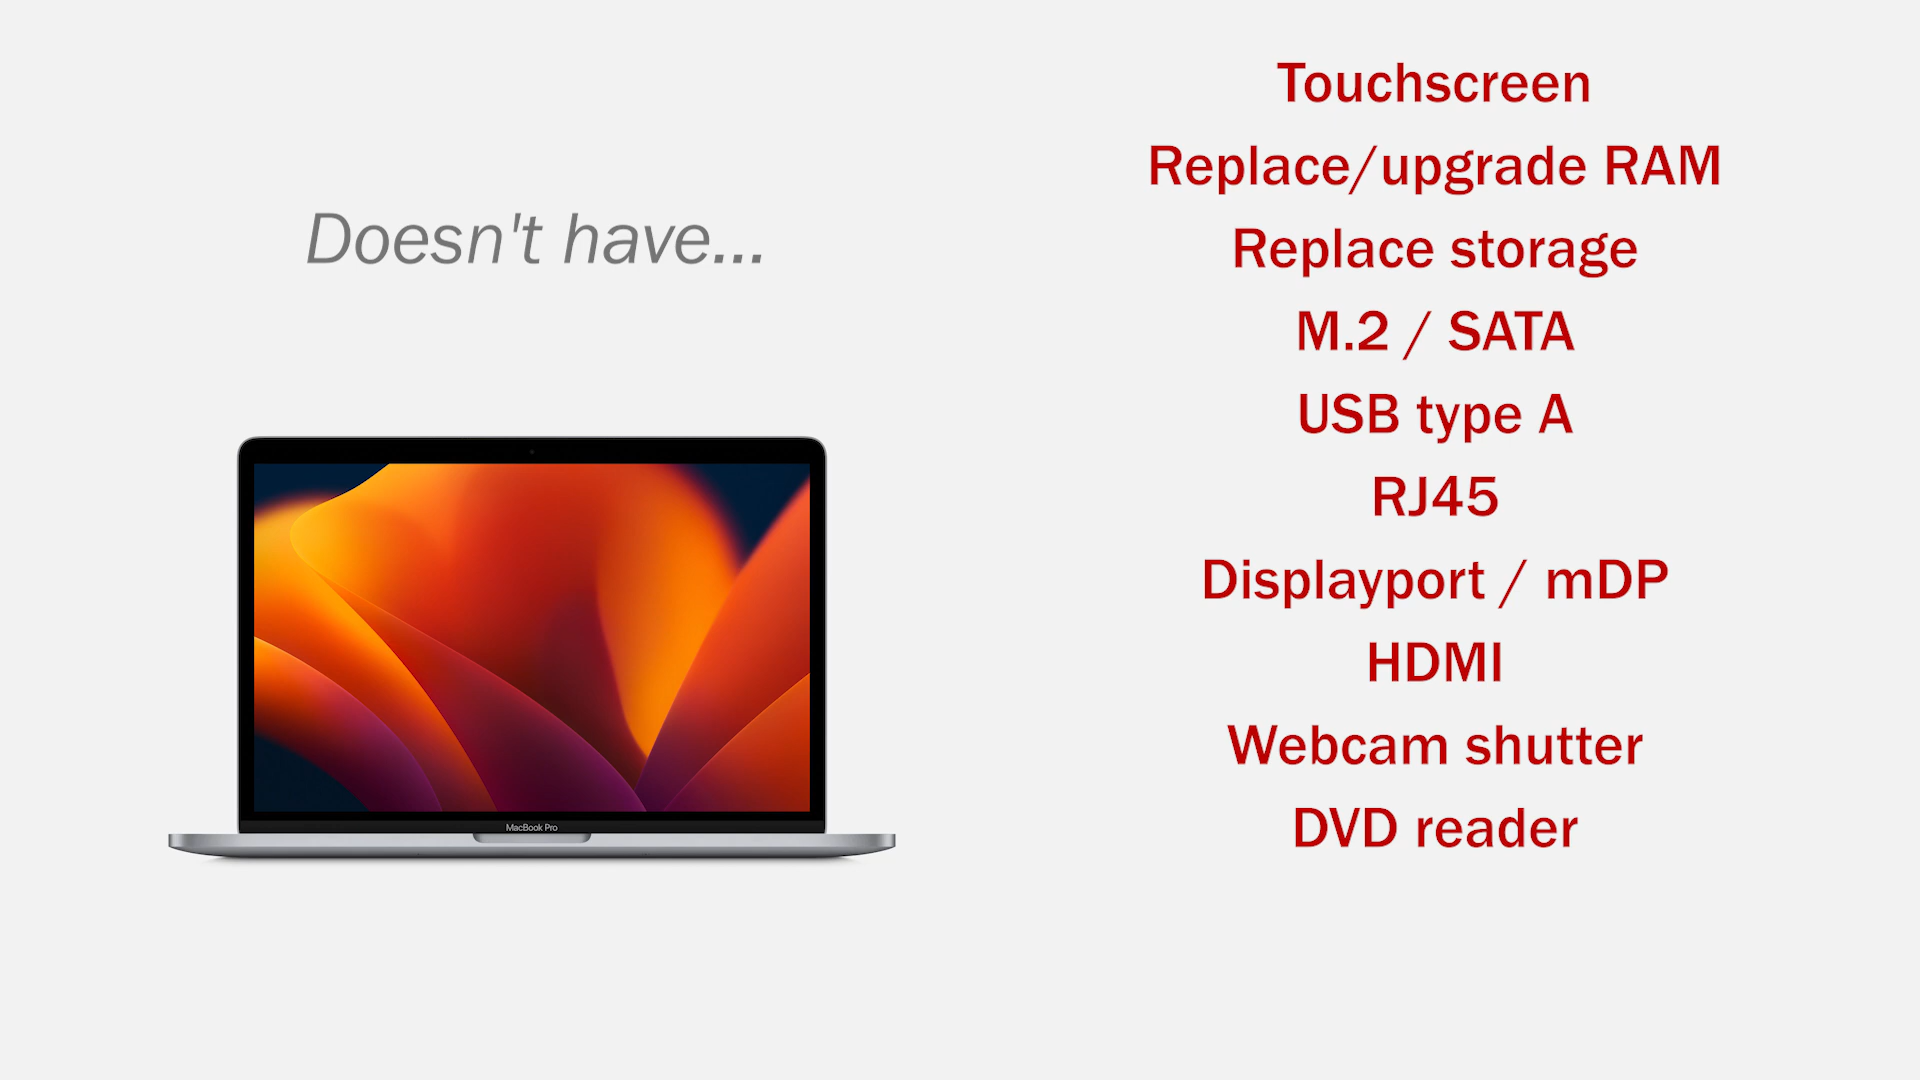 Doesn't have...
MacBook Pro
Touchscreen
Replace/upgrade RAM
Replace storage
M.2 / SATA
USB type A
RJ45
Displayport / mDP
HDMI
Webcam shutter
DVD reader